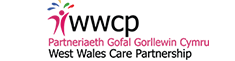 wwcp
Partneriaeth Gofal Gorllewin Cymru
West Wales Care Partnership